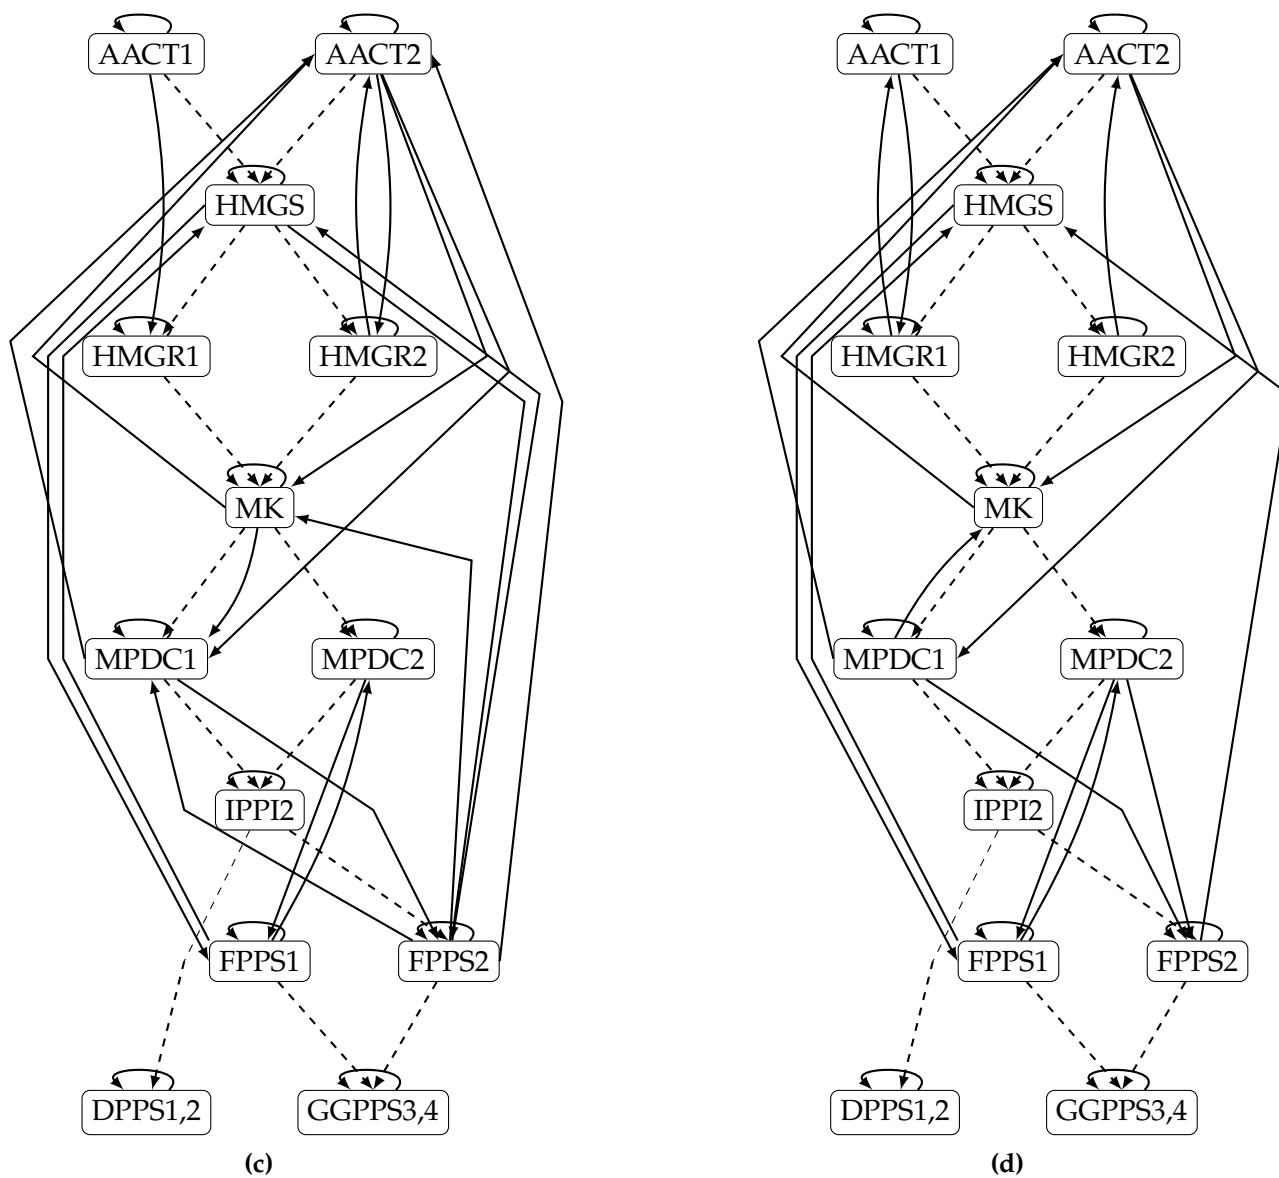 AACT1 AACT2 AACT1 AACT2
HMGS HMGS
HMGR1 HMGR2 HMGR1 HMGR2
MK MK
MPDC1 MPDC2 MPDC1 MPDC2
IPPI2 IPPI2
FPPS1 FPPS2 FPPS1 FPPS2
DPPS1,2 GGPPS3,4 DPPS1,2 GGPPS3,4
(c) (d)